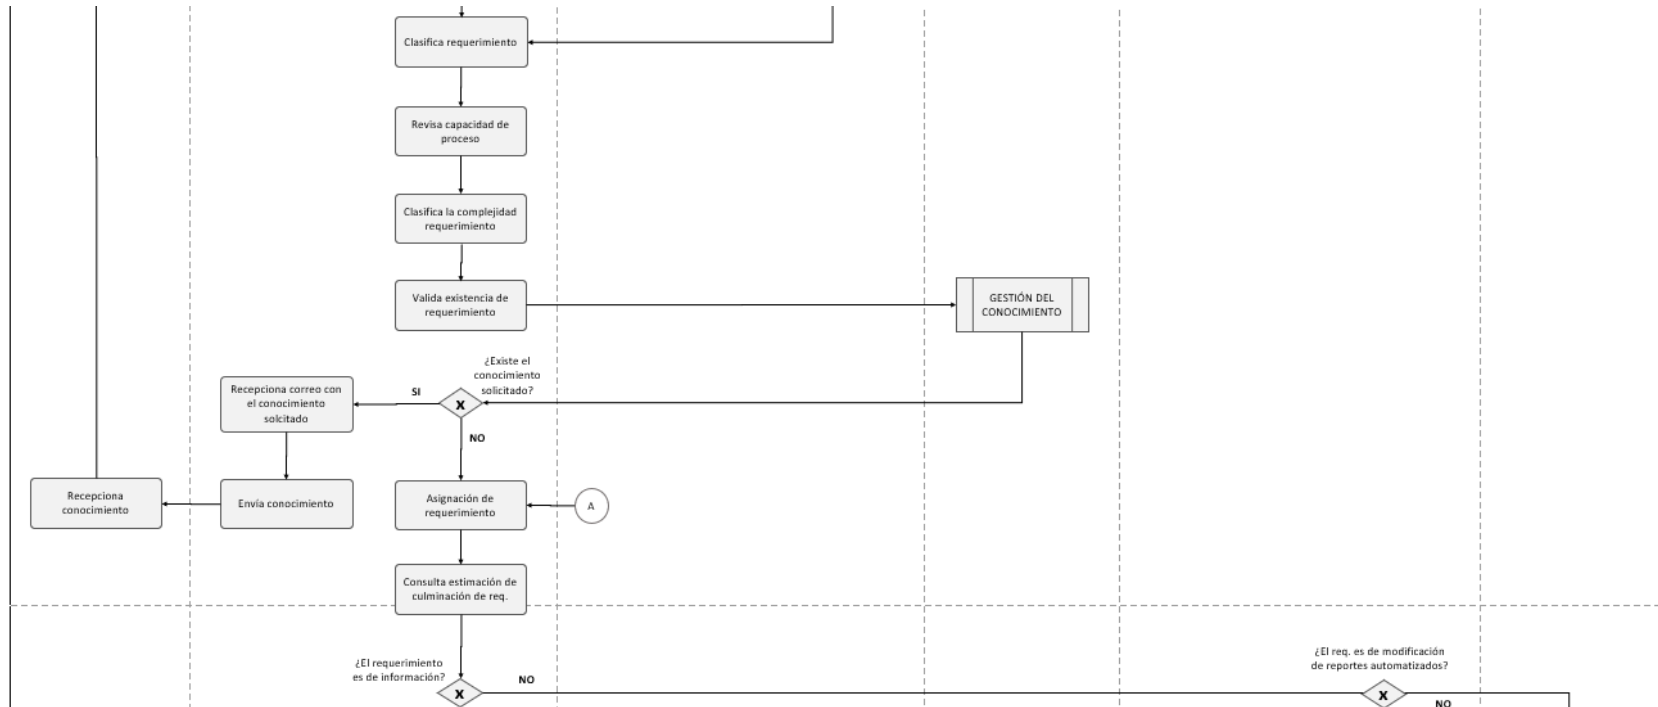 Clasifica requerimiento
Revisa capacidad de
proceso
Clasifica la complejidad
requerimiento
Valida existencia de
requerimiento
GESTIÓN DEL
CONOCIMIENTO
¿Existe el
conocimiento
solicitado?
SI
X
Recepciona correo con
el conocimiento
solcitado
NO
Recepciona
conocimiento
Envía conocimiento
Asignación de
requerimiento
A
Consulta estimación de
culminación de req.
¿El requerimiento
es de información?
X
NO
¿El req. es de modificación
de reportes automatizados?
X
NO